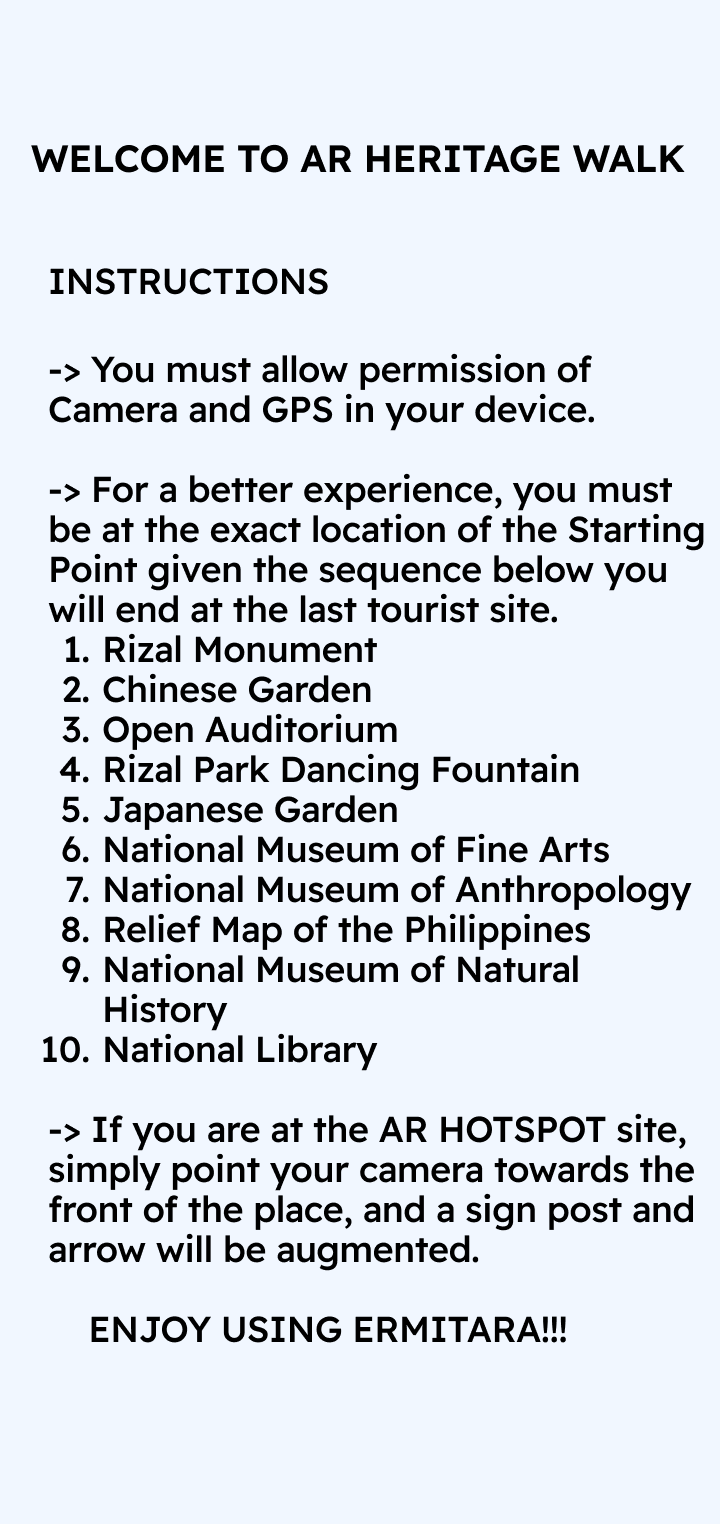 WELCOME TO AR HERITAGE WALK
INSTRUCTIONS
-> You must allow permission of
Camera and GPS in your device.
-> For a better experience, you must
be at the exact location of the Starting
Point given the sequence below you
will end at the last tourist site.
1. Rizal Monument
2. Chinese Garden
3. Open Auditorium
4. Rizal Park Dancing Fountain
5. Japanese Garden
6. National Museum of Fine Arts
7. National Museum of Anthropology
8. Relief Map of the Philippines
9. National Museum of Natural
History
10. National Library
-> If you are at the AR HOTSPOT site,
simply point your camera towards the
front of the place, and a sign post and
arrow will be augmented.
ENJOY USING ERMITARA!!!